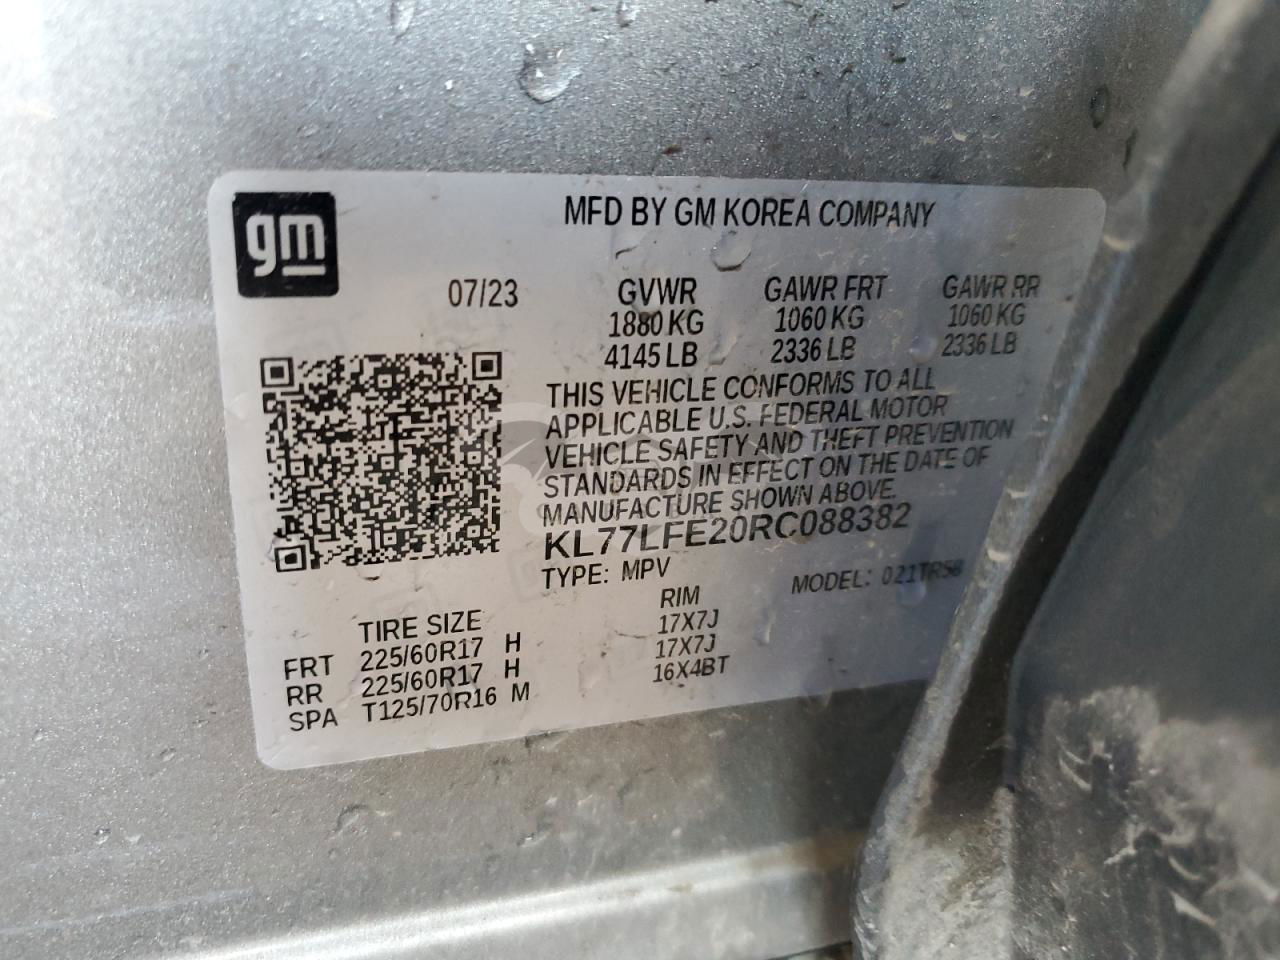 gm
MFD BY GM KOREA COMPANY
07/23 GVWR GAWR FRT GAWR RR
1880 KG 1060 KG 1060 KG
4145 LB 2336 LB 2336 LB
THIS VEHICLE CONFORMS TO ALL
APPLICABLE U.S. FEDERAL MOTOR
VEHICLE SAFETY AND THEFT PREVENTION
STANDARDS IN EFFECT ON THE DATE OF
MANUFACTURE SHOWN ABOVE.
KL77LFE20RC088382
TYPE: MPV MODEL:
TIRE SIZE RIM
FRT 225/60R17 H 17X7J
RR 225/60R17 H 17X7J
SPA T125/70R16 M 16X4BT